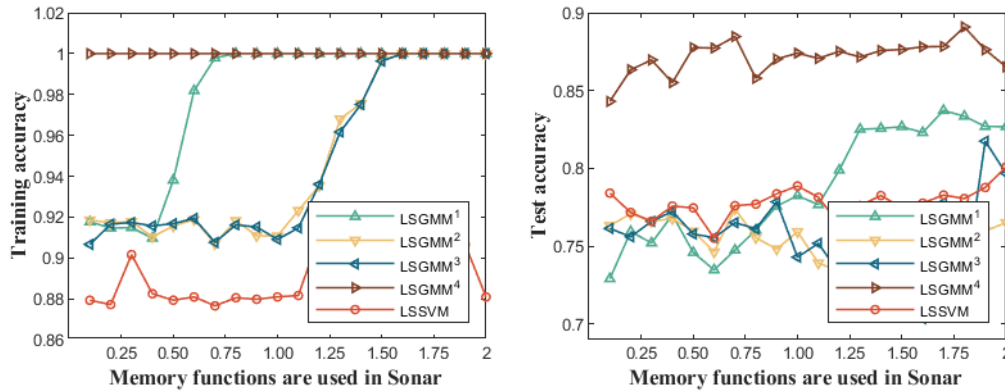 1.02
1
0.98
0.96
0.94
0.92
0.9
0.88
0.86
Training accuracy
0.25 0.50 0.75 1.00 1.25 1.50 1.75 2
Memory functions are used in Sonar
LSGMM¹
LSGMM²
LSGMM³
LSGMM⁴
LSSVM
0.9
0.85
0.8
0.75
0.7
Test accuracy
0.25 0.50 0.75 1.00 1.25 1.50 1.75 2
Memory functions are used in Sonar
LSGMM¹
LSGMM²
LSGMM³
LSGMM⁴
LSSVM